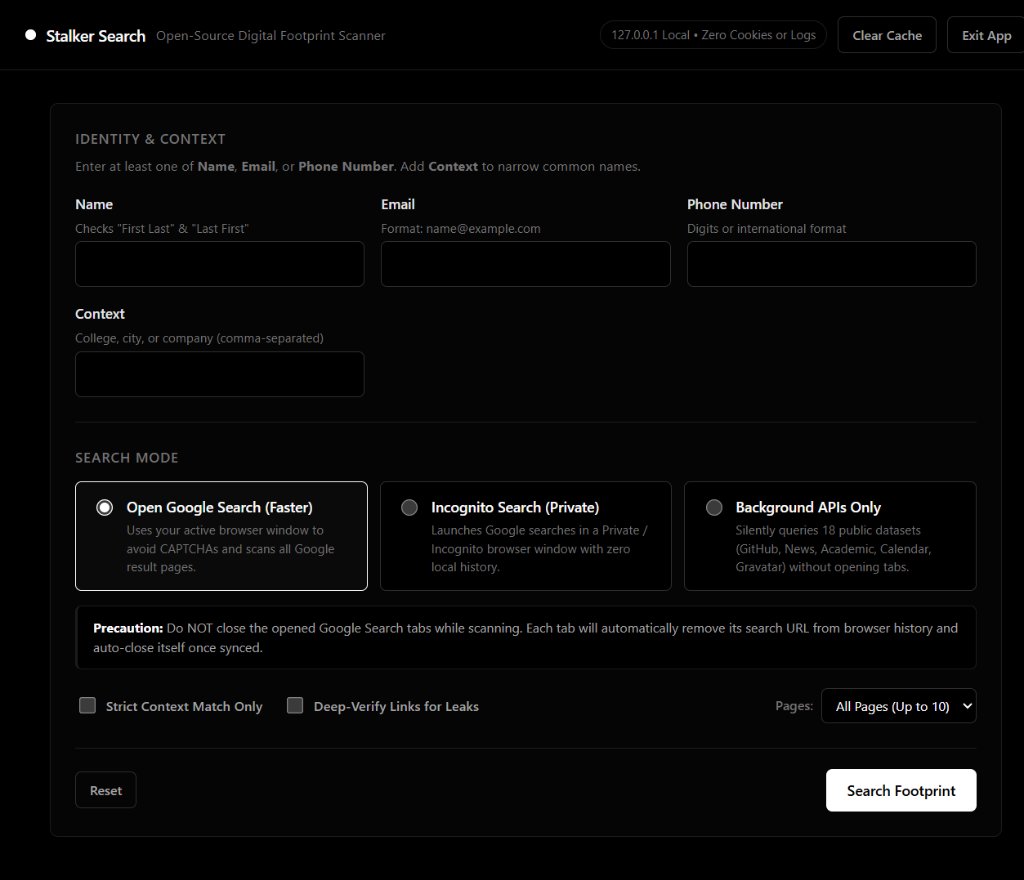 Stalker Search Open-Source Digital Footprint Scanner 127.0.0.1 Local • Zero Cookies or Logs Clear Cache Exit App
IDENTITY & CONTEXT
Enter at least one of Name, Email, or Phone Number. Add Context to narrow common names.
Name Email Phone Number
Checks "First Last" & "Last First" Format: name@example.com Digits or international format
Context
College, city, or company (comma-separated)
SEARCH MODE
Open Google Search (Faster)
Uses your active browser window to
avoid CAPTCHAs and scans all Google
result pages.
Incognito Search (Private)
Launches Google searches in a Private /
Incognito browser window with zero
local history.
Background APIs Only
Silently queries 18 public datasets
(GitHub, News, Academic, Calendar,
Gravatar) without opening tabs.
Precaution: Do NOT close the opened Google Search tabs while scanning. Each tab will automatically remove its search URL from browser history and
auto-close itself once synced.
Strict Context Match Only Deep-Verify Links for Leaks Pages: All Pages (Up to 10)
Reset Search Footprint